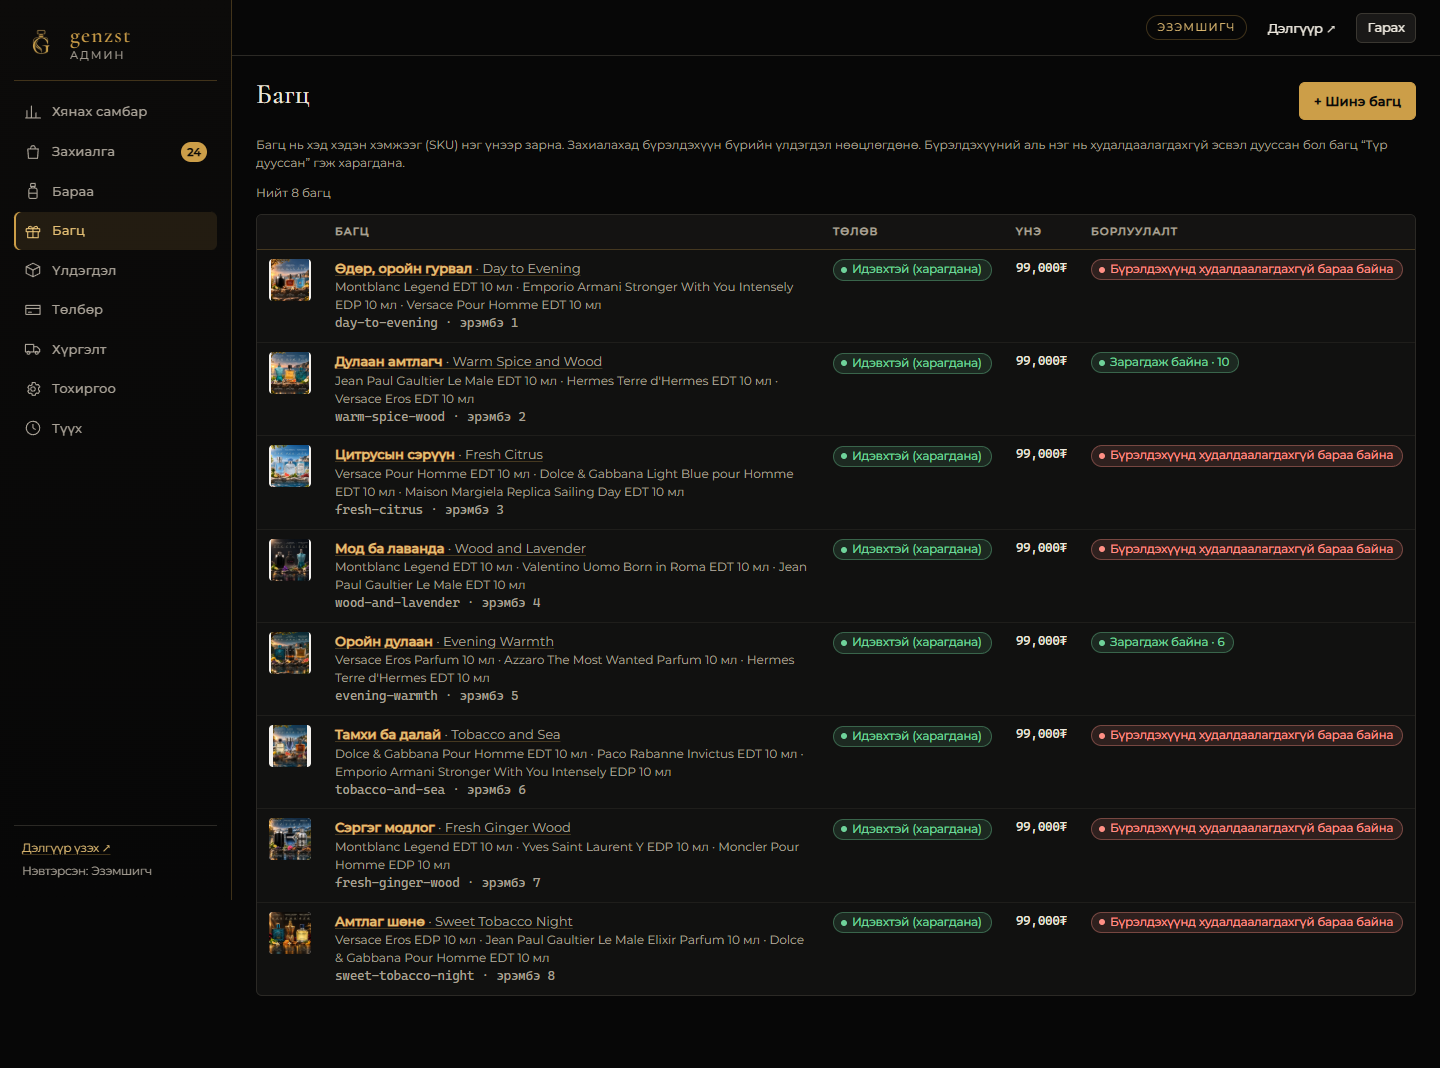 genzst
АДМИН
Хянах самбар
Захиалга 24
Бараа
Багц
Үлдэгдэл
Төлбөр
Хүргэлт
Тохиргоо
Түүх
Дэлгүүр үзэх ↗
Нэвтэрсэн: Эзэмшигч
ЭЗЭМШИГЧ Дэлгүүр ↗ Гарах
Багц
+ Шинэ багц
Багц нь хэд хэдэн хэмжээг (SKU) нэг үнээр зарна. Захиалахад бүрэлдэхүүн бүрийн үлдэгдэл нөөцлөгдөнө. Бүрэлдэхүүний аль нэг нь худалдаалагдахгүй эсвэл дууссан бол багц “Түр
дууссан” гэж харагдана.
Нийт 8 багц
БАГЦ ТӨЛӨВ ҮНЭ БОРЛУУЛАЛТ
Өдөр, оройн гурвал · Day to Evening Идэвхтэй (харагдана) 99,000₮ Бүрэлдэхүүнд худалдаалагдахгүй бараа байна
Montblanc Legend EDT 10 мл · Emporio Armani Stronger With You Intensely
EDP 10 мл · Versace Pour Homme EDT 10 мл
day-to-evening · эрэмбэ 1
Дулаан амтлагч · Warm Spice and Wood Идэвхтэй (харагдана) 99,000₮ Зарагдаж байна · 10
Jean Paul Gaultier Le Male EDT 10 мл · Hermes Terre d'Hermes EDT 10 мл ·
Versace Eros EDT 10 мл
warm-spice-wood · эрэмбэ 2
Цитрусын сэрүүн · Fresh Citrus Идэвхтэй (харагдана) 99,000₮ Бүрэлдэхүүнд худалдаалагдахгүй бараа байна
Versace Pour Homme EDT 10 мл · Dolce & Gabbana Light Blue pour Homme
EDT 10 мл · Maison Margiela Replica Sailing Day EDT 10 мл
fresh-citrus · эрэмбэ 3
Мод ба лаванда · Wood and Lavender Идэвхтэй (харагдана) 99,000₮ Бүрэлдэхүүнд худалдаалагдахгүй бараа байна
Montblanc Legend EDT 10 мл · Valentino Uomo Born in Roma EDT 10 мл · Jean
Paul Gaultier Le Male EDT 10 мл
wood-and-lavender · эрэмбэ 4
Оройн дулаан · Evening Warmth Идэвхтэй (харагдана) 99,000₮ Зарагдаж байна · 6
Versace Eros Parfum 10 мл · Azzaro The Most Wanted Parfum 10 мл · Hermes
Terre d'Hermes EDT 10 мл
evening-warmth · эрэмбэ 5
Тамхи ба далай · Tobacco and Sea Идэвхтэй (харагдана) 99,000₮ Бүрэлдэхүүнд худалдаалагдахгүй бараа байна
Dolce & Gabbana Pour Homme EDT 10 мл · Paco Rabanne Invictus EDT 10 мл ·
Emporio Armani Stronger With You Intensely EDP 10 мл
tobacco-and-sea · эрэмбэ 6
Сэргэг модлог · Fresh Ginger Wood Идэвхтэй (харагдана) 99,000₮ Бүрэлдэхүүнд худалдаалагдахгүй бараа байна
Montblanc Legend EDT 10 мл · Yves Saint Laurent Y EDP 10 мл · Moncler Pour
Homme EDP 10 мл
fresh-ginger-wood · эрэмбэ 7
Амтлаг шөнө · Sweet Tobacco Night Идэвхтэй (харагдана) 99,000₮ Бүрэлдэхүүнд худалдаалагдахгүй бараа байна
Versace Eros EDP 10 мл · Jean Paul Gaultier Le Male Elixir Parfum 10 мл · Dolce
& Gabbana Pour Homme EDT 10 мл
sweet-tobacco-night · эрэмбэ 8